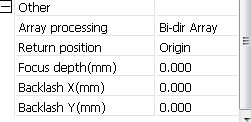 Other
Array processing Bi-dir Array
Return position Origin
Focus depth(mm) 0.000
Backlash X(mm) 0.000
Backlash Y(mm) 0.000